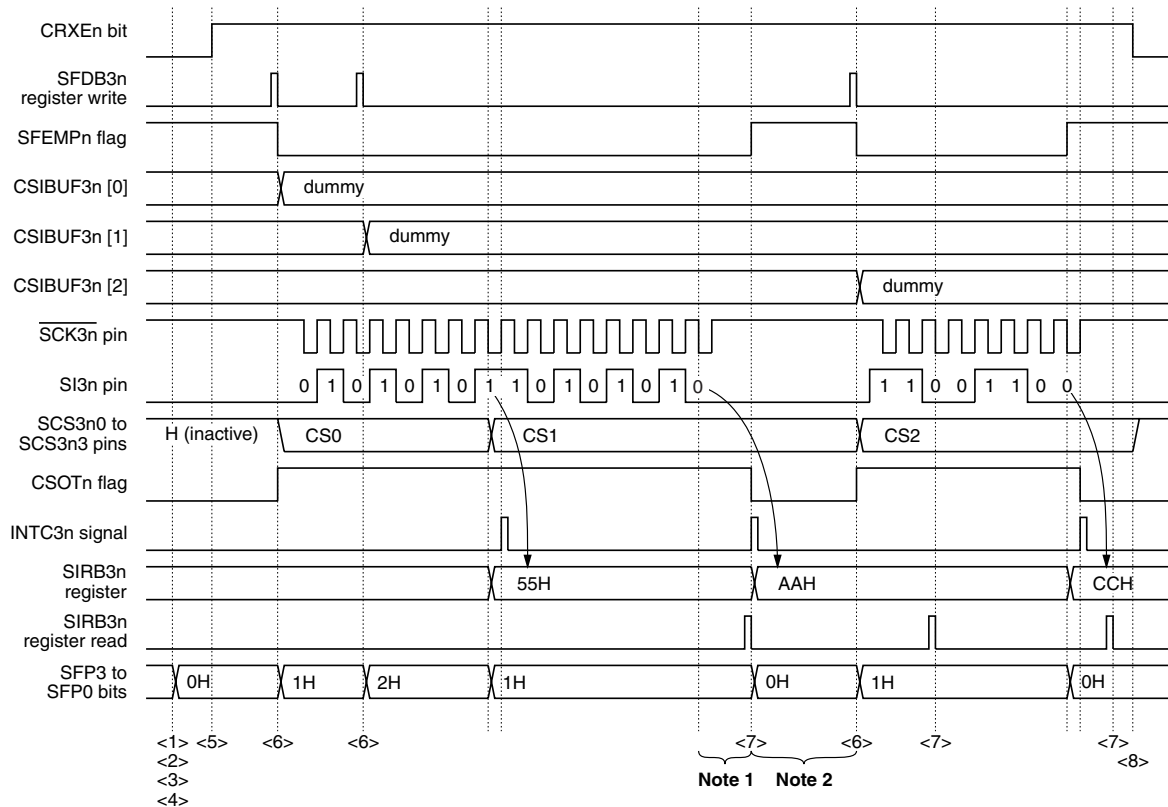 CRXEn bit
SFDB3n
register write
SFEMPn flag
CSIBUF3n [0]
dummy
CSIBUF3n [1]
dummy
CSIBUF3n [2]
dummy
SCK3n pin
SI3n pin
0 1 0 1 0 1 0 1 1 0 1 0 1 0 1 0
1 1 0 0 1 1 0 0
SCS3n0 to
SCS3n3 pins
H (inactive)
CS0
CS1
CS2
CSOTn flag
INTC3n signal
SIRB3n
register
55H
AAH
CCH
SIRB3n
register read
SFP3 to
SFP0 bits
0H
1H
2H
1H
0H
1H
0H
<1> <5> <6> <6> <7> <6> <7> <7>
<2>
<3>
<4>
<8>
Note 1
Note 2